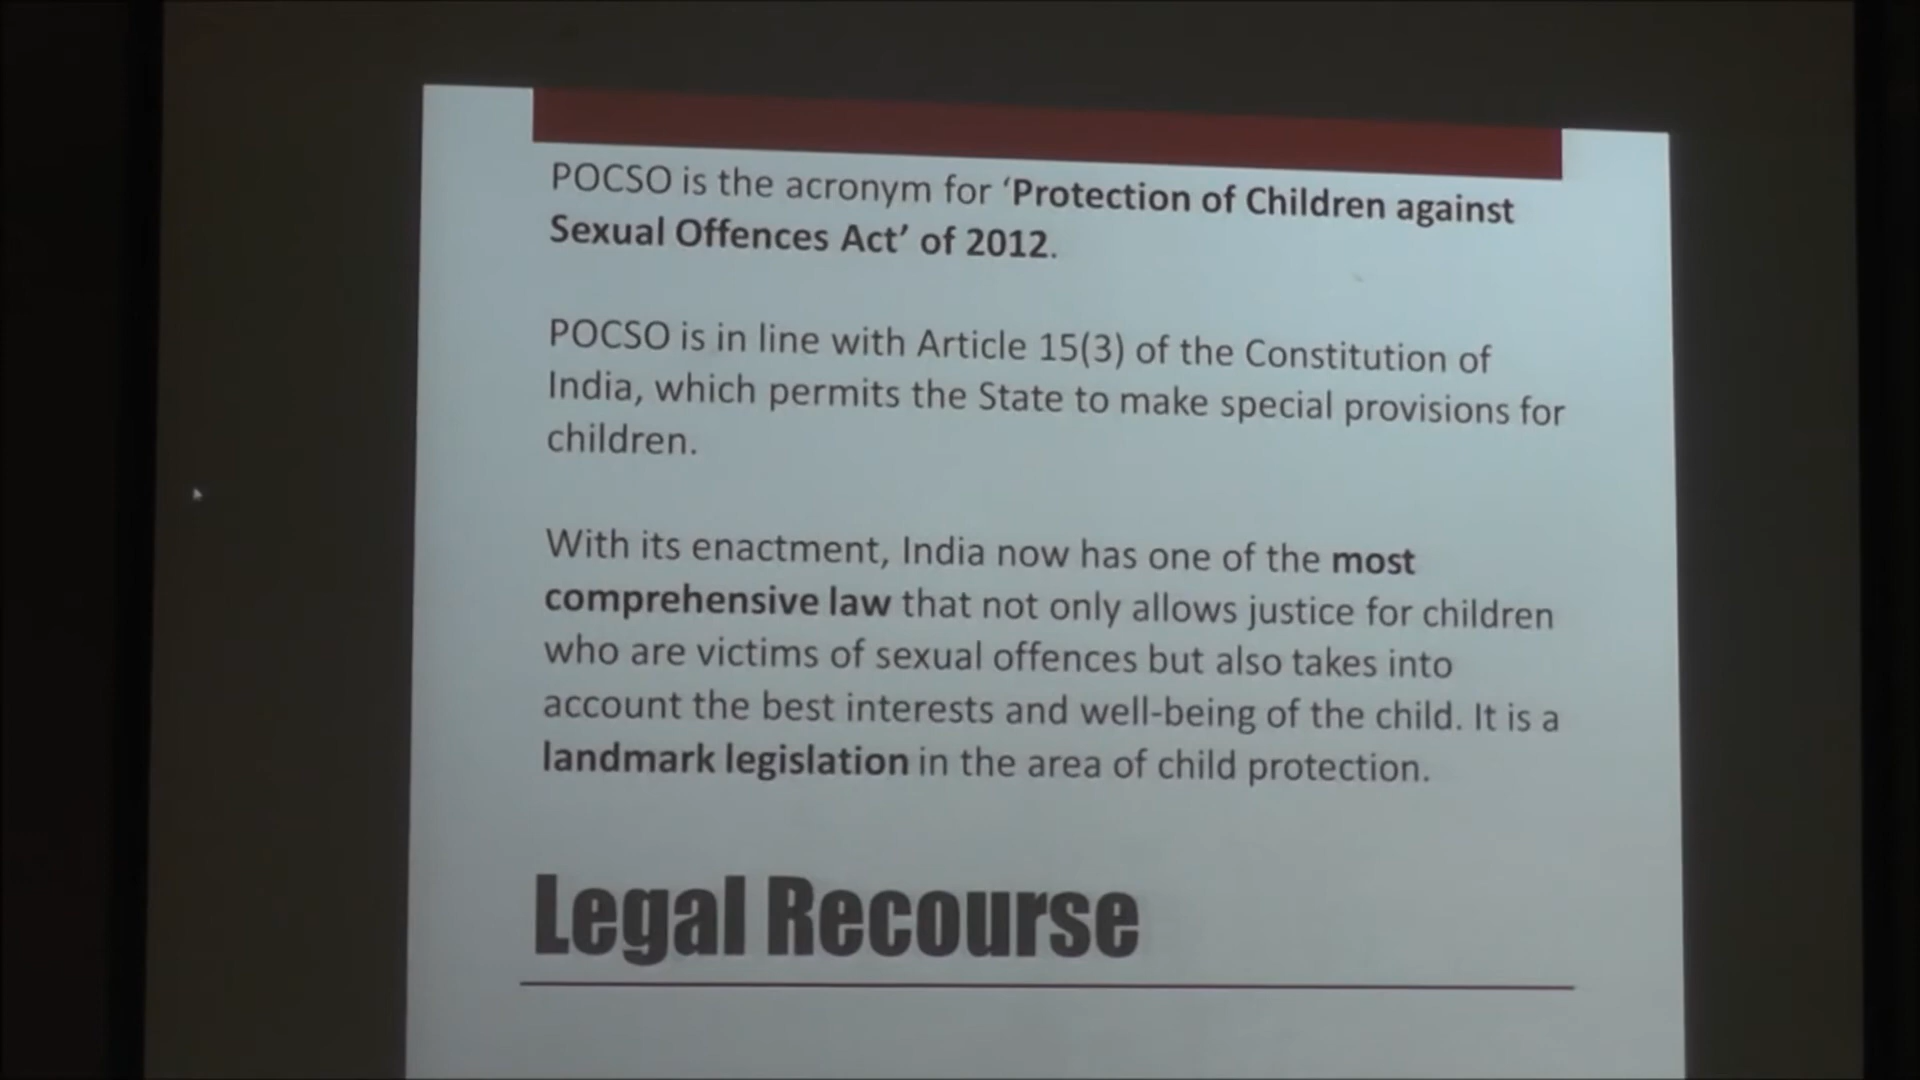 POCSO is the acronym for ‘Protection of Children against
Sexual Offences Act’ of 2012.
POCSO is in line with Article 15(3) of the Constitution of
India, which permits the State to make special provisions for
children.
With its enactment, India now has one of the most
comprehensive law that not only allows justice for children
who are victims of sexual offences but also takes into
account the best interests and well-being of the child. It is a
landmark legislation in the area of child protection.
Legal Recourse